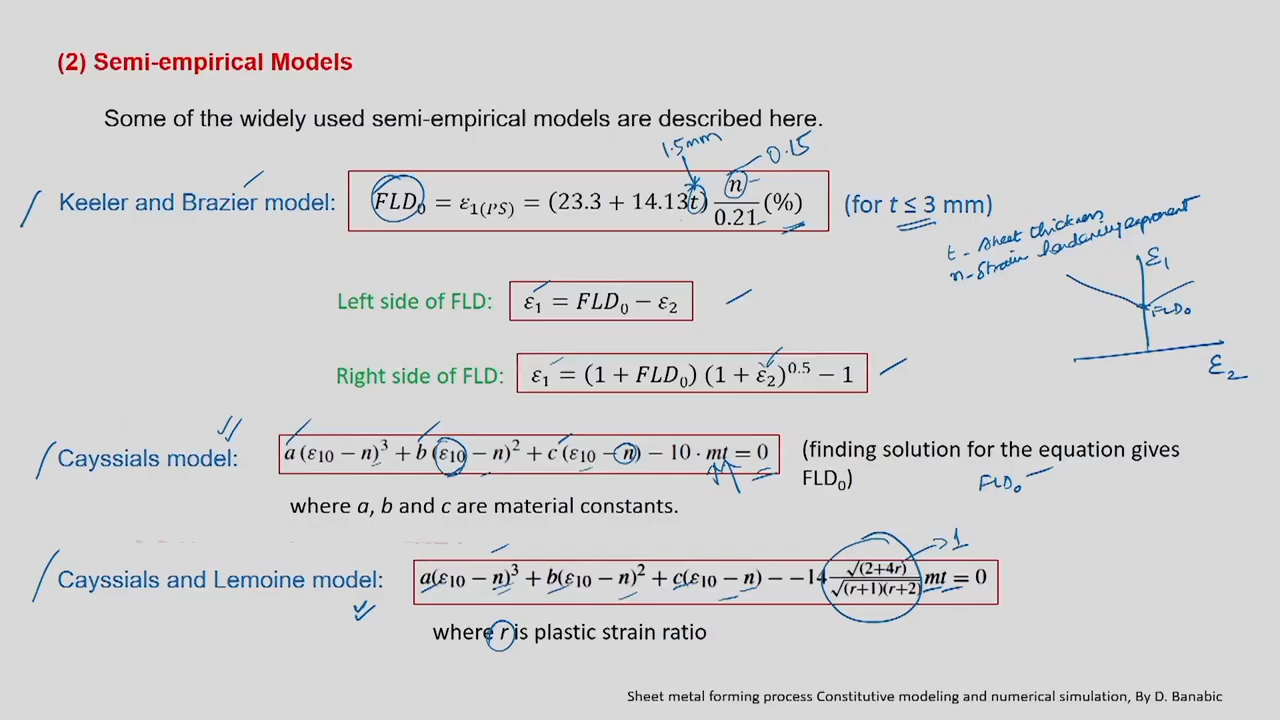 (2) Semi-empirical Models
Some of the widely used semi-empirical models are described here.
1.5mm
0.15
Keeler and Brazier model: FLD₀ = ε₁₍PS₎ = (23.3 + 14.13t) n/0.21 (%) (for t ≤ 3 mm)
t - sheet thickness
n - strain hardening exponent
ε₁
FLD₀
ε₂
Left side of FLD: ε₁ = FLD₀ − ε₂
Right side of FLD: ε₁ = (1 + FLD₀) (1 + ε₂)^0.5 − 1
Cayssials model: a (ε₁₀ − n)³ + b (ε₁₀ − n)² + c (ε₁₀ − n) − 10 · mt = 0 (finding solution for the equation gives
FLD₀)
FLD₀
where a, b and c are material constants.
1
Cayssials and Lemoine model: a(ε₁₀ − n)³ + b(ε₁₀ − n)² + c(ε₁₀ − n) − −14 √(2+4r)/√(r+1)(r+2) mt = 0
where r is plastic strain ratio
Sheet metal forming process Constitutive modeling and numerical simulation, By D. Banabic